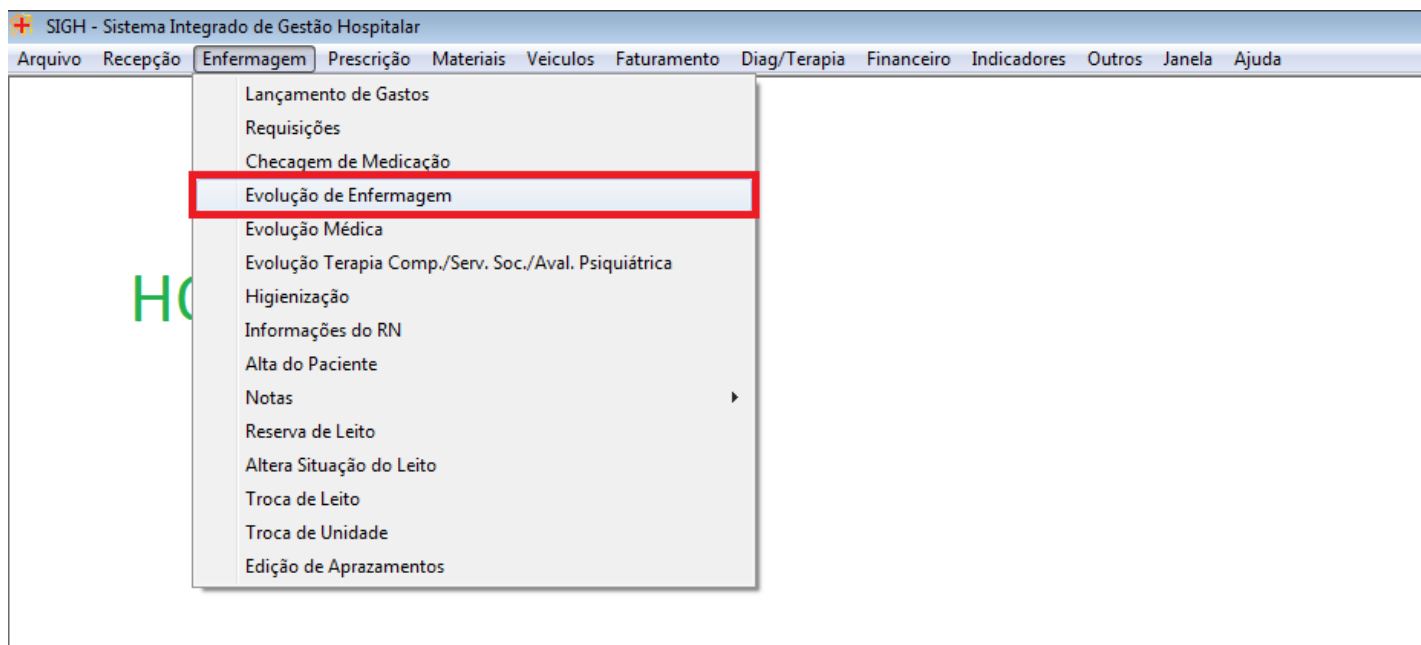 SIGH - Sistema Integrado de Gestão Hospitalar
Arquivo Recepção Enfermagem Prescrição Materiais Veiculos Faturamento Diag/Terapia Financeiro Indicadores Outros Janela Ajuda
Lançamento de Gastos
Requisições
Checagem de Medicação
Evolução de Enfermagem
Evolução Médica
Evolução Terapia Comp./Serv. Soc./Aval. Psiquiátrica
Higienização
Informações do RN
Alta do Paciente
Notas
Reserva de Leito
Altera Situação do Leito
Troca de Leito
Troca de Unidade
Edição de Aprazamentos